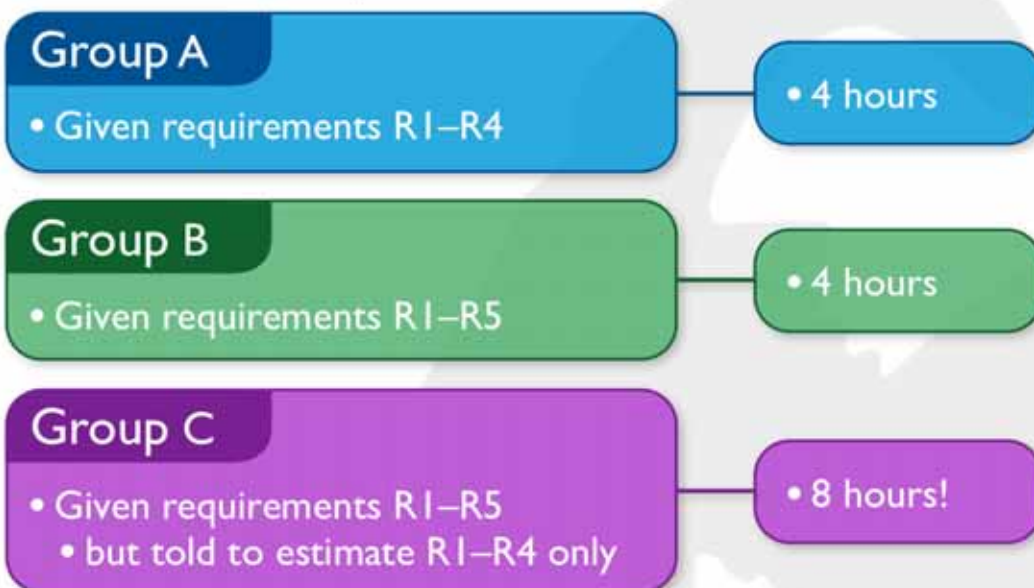 Group A
• Given requirements R1–R4
• 4 hours
Group B
• Given requirements R1–R5
• 4 hours
Group C
• Given requirements R1–R5
• but told to estimate R1–R4 only
• 8 hours!